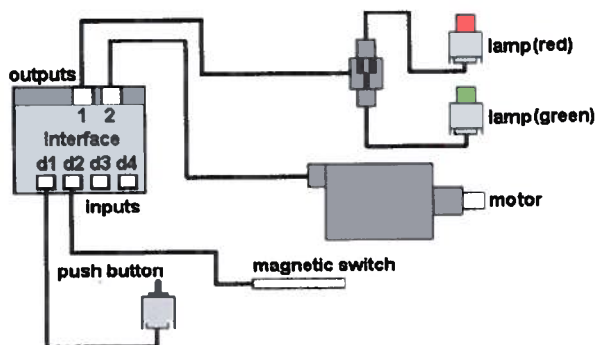 lamp(red)
outputs
1 2
lamp(green)
interface
d1 d2 d3 d4
inputs
motor
push button
magnetic switch